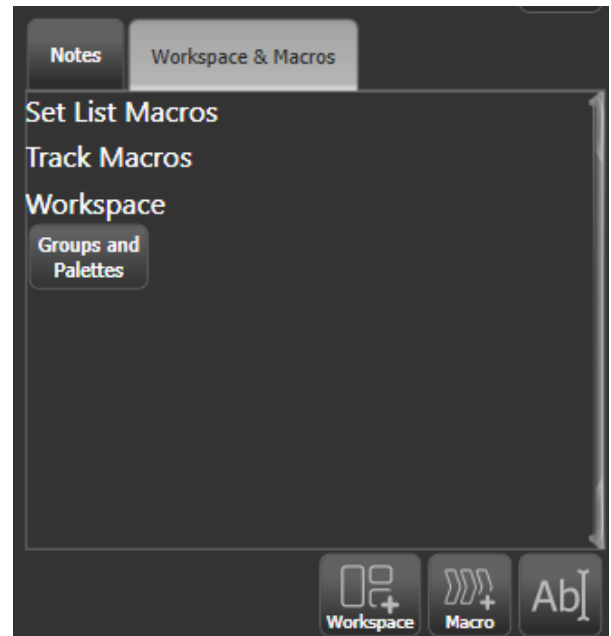 Notes
Workspace & Macros
Set List Macros
Track Macros
Workspace
Groups and
Palettes
Workspace
Macro
Ab